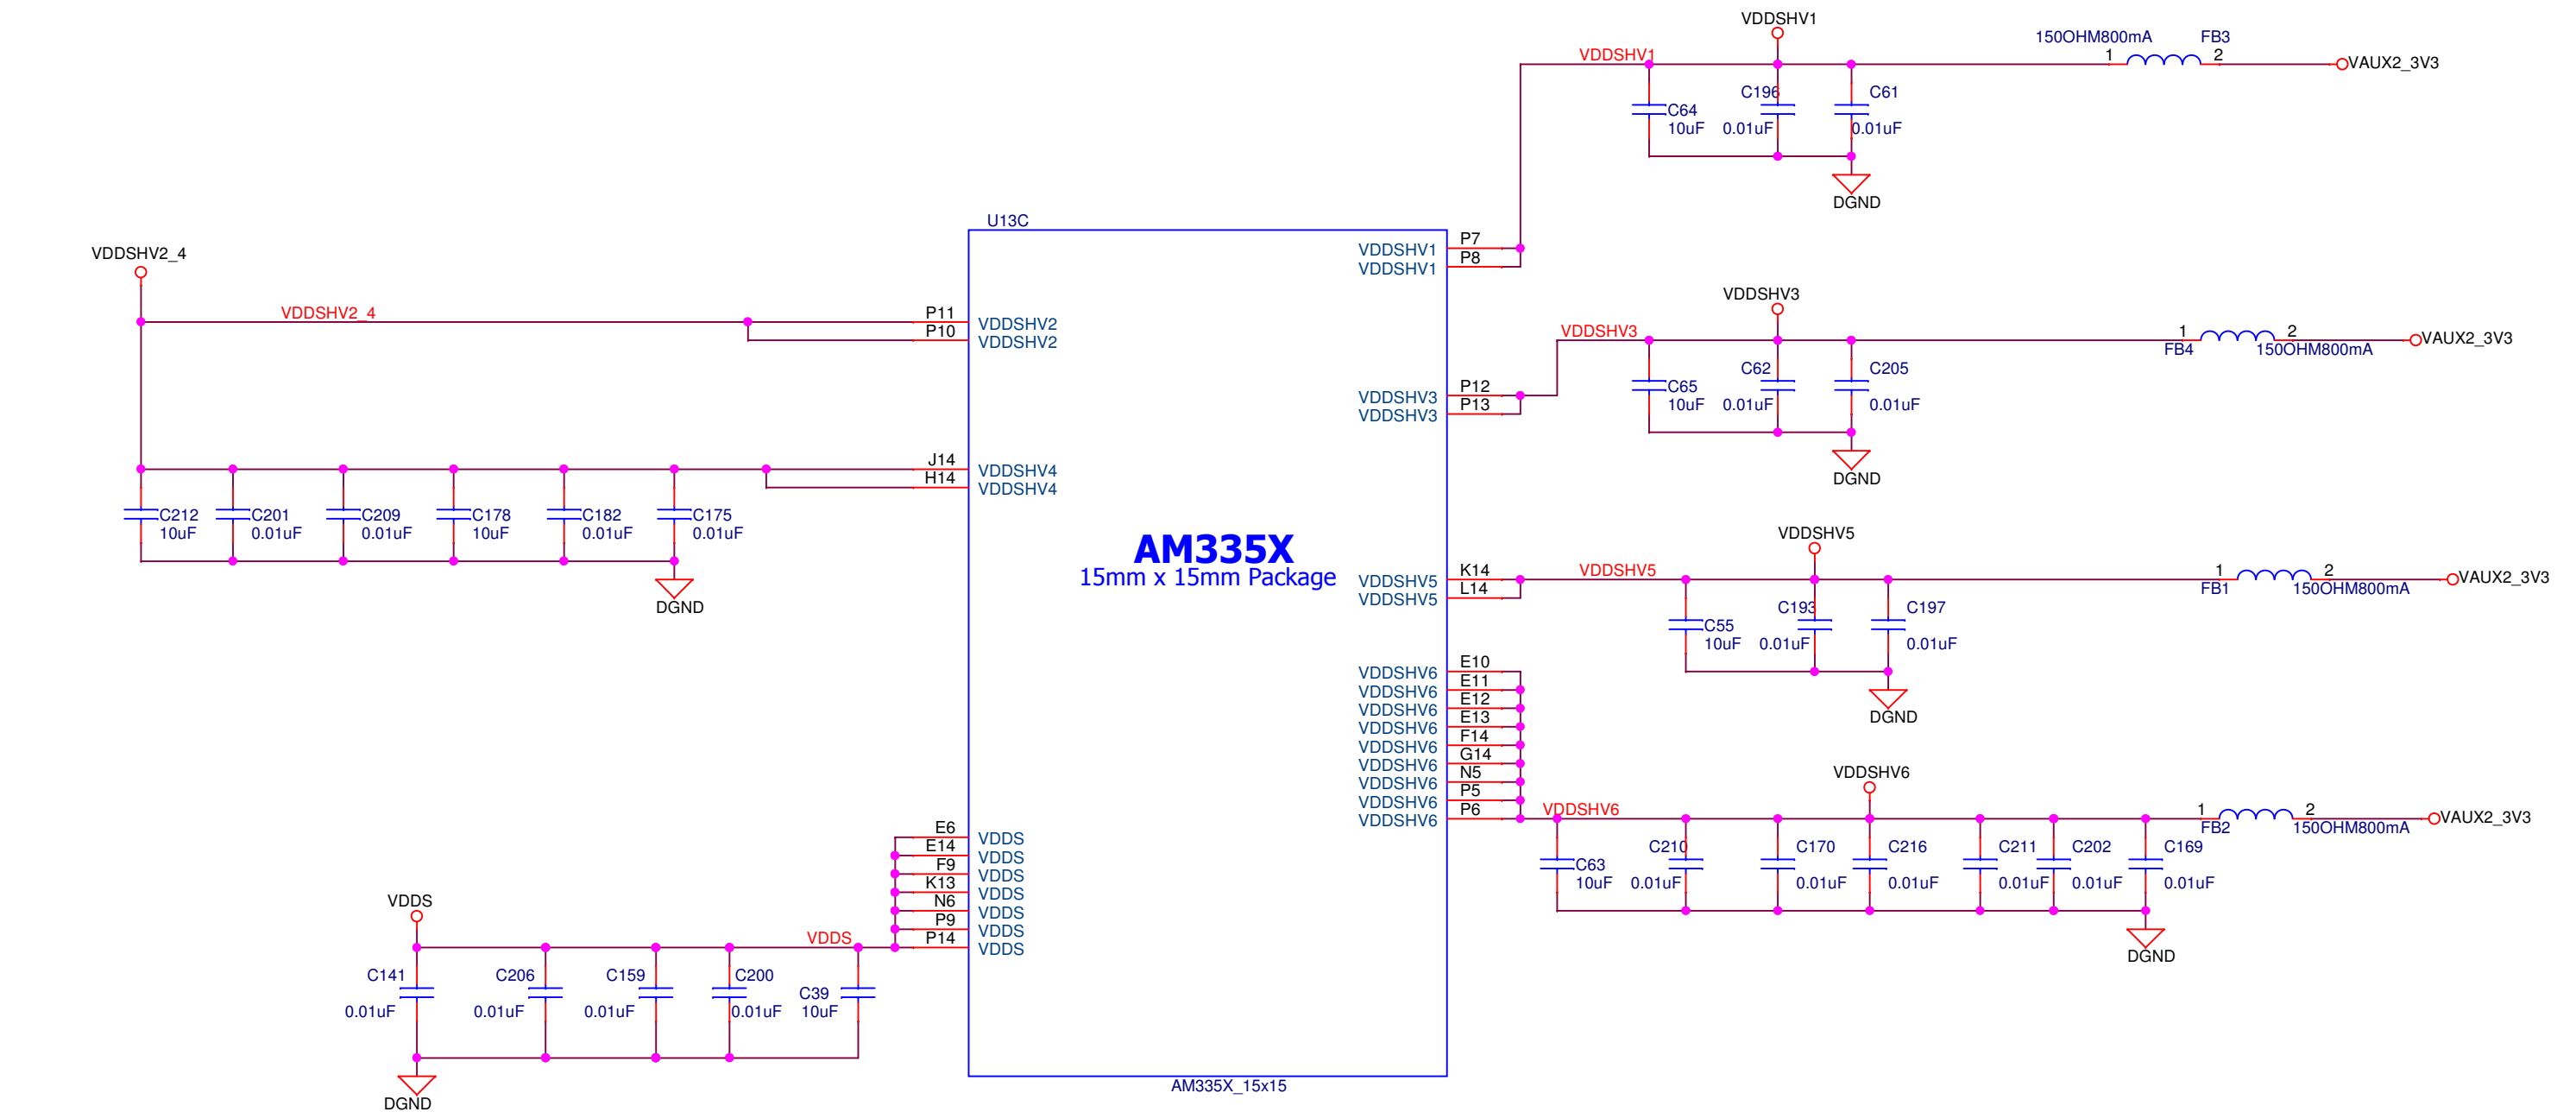 VDDSHV1
150OHM800mA FB3
VDDSHV1 1 2 VAUX2_3V3
C196 C61
C64
10uF 0.01uF 0.01uF
DGND
U13C
VDDSHV1 P7
VDDSHV1 P8
VDDSHV2_4
VDDSHV3
VDDSHV2_4 P11 VDDSHV2
P10 VDDSHV2
VDDSHV3 1 2 VAUX2_3V3
FB4 150OHM800mA
C62 C205
C65
10uF 0.01uF 0.01uF
VDDSHV3 P12
VDDSHV3 P13
DGND
J14 VDDSHV4
H14 VDDSHV4
C212 C201 C209 C178 C182 C175
10uF 0.01uF 0.01uF 10uF 0.01uF 0.01uF
DGND
AM335X
15mm x 15mm Package
VDDSHV5
VDDSHV5 K14 VDDSHV5 1 2 VAUX2_3V3
VDDSHV5 L14 FB1 150OHM800mA
C193 C197
C55
10uF 0.01uF 0.01uF
DGND
VDDSHV6 E10
VDDSHV6 E11
VDDSHV6 E12
VDDSHV6 E13
VDDSHV6 F14
VDDSHV6 G14
VDDSHV6 N5
VDDSHV6 P5
VDDSHV6 P6
VDDSHV6
VDDSHV6 1 2 VAUX2_3V3
FB2 150OHM800mA
C210 C170 C216 C211 C202 C169
C63
10uF 0.01uF 0.01uF 0.01uF 0.01uF 0.01uF 0.01uF
DGND
E6 VDDS
E14 VDDS
F9 VDDS
K13 VDDS
N6 VDDS
P9 VDDS
P14 VDDS
VDDS
VDDS
C141 C206 C159 C200 C39
0.01uF 0.01uF 0.01uF 0.01uF 10uF
DGND
AM335X_15x15